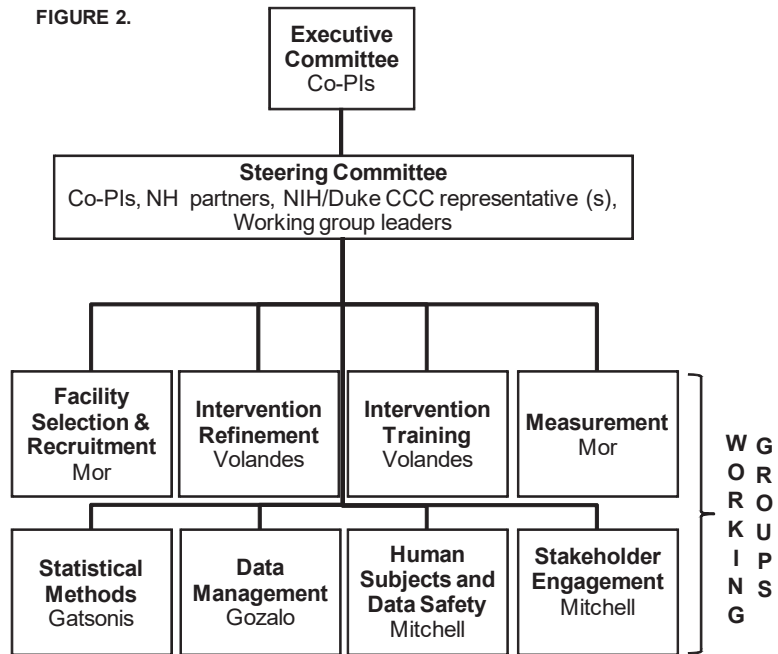 FIGURE 2.
Executive
Committee
Co-PIs
Steering Committee
Co-PIs, NH partners, NIH/Duke CCC representative (s),
Working group leaders
Facility
Selection &
Recruitment
Mor
Intervention
Refinement
Volandes
Intervention
Training
Volandes
Measurement
Mor
Statistical
Methods
Gatsonis
Data
Management
Gozalo
Human
Subjects and
Data Safety
Mitchell
Stakeholder
Engagement
Mitchell
WORKING
GROUPS